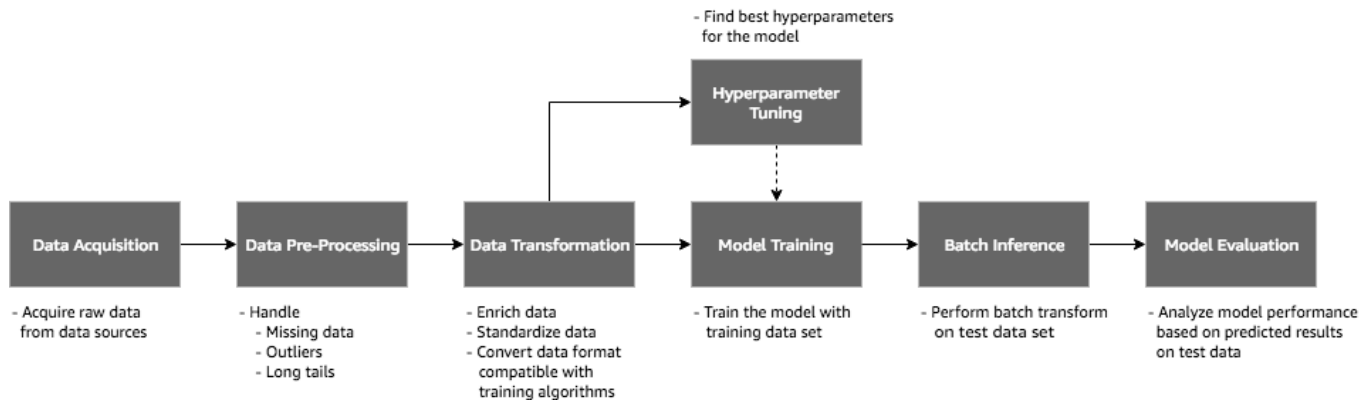 - Find best hyperparameters
for the model
Hyperparameter
Tuning
Data Acquisition
Data Pre-Processing
Data Transformation
Model Training
Batch Inference
Model Evaluation
- Acquire raw data
from data sources
- Handle
- Missing data
- Outliers
- Long tails
- Enrich data
- Standardize data
- Convert data format
compatible with
training algorithms
- Train the model with
training data set
- Perform batch transform
on test data set
- Analyze model performance
based on predicted results
on test data